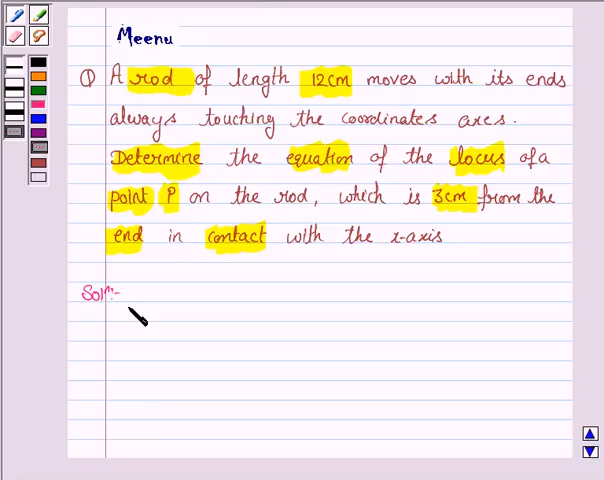 Meenu
Q A rod of length 12cm moves with its ends
always touching the coordinates axes.
Determine the equation of the locus of a
point P on the rod, which is 3cm from the
end in contact with the x-axis
Solⁿ:-